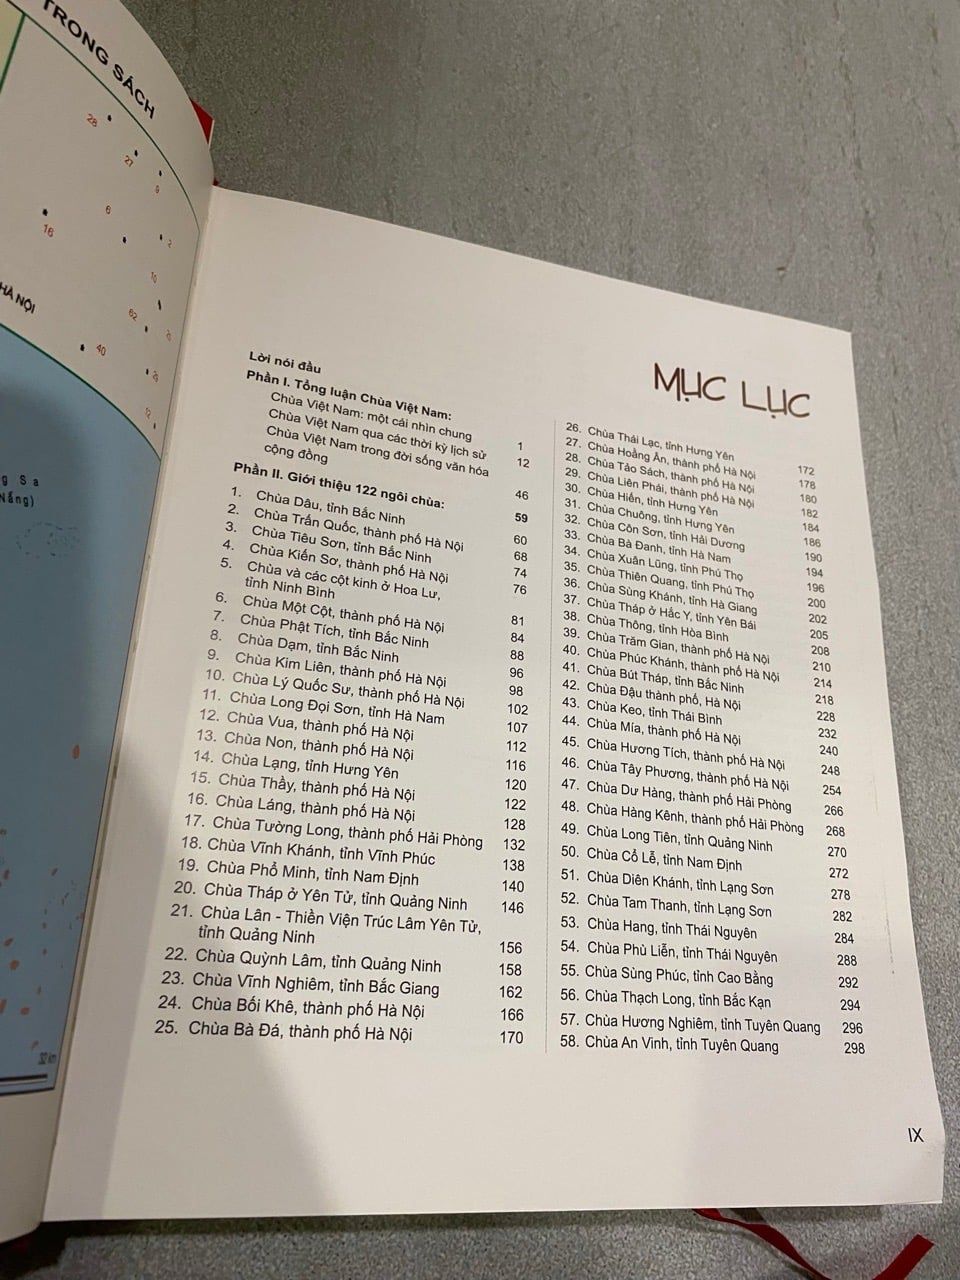 TRONG SÁCH
28
27
9
6
16
2
10
HÀ NỘI
62
40
12
g Sa
Nẵng)
32 km
MỤC LỤC
Lời nói đầu
Phần I. Tổng luận Chùa Việt Nam:
Chùa Việt Nam: một cái nhìn chung 1
Chùa Việt Nam qua các thời kỳ lịch sử 12
Chùa Việt Nam trong đời sống văn hóa
cộng đồng 46
Phần II. Giới thiệu 122 ngôi chùa: 59
1. Chùa Dâu, tỉnh Bắc Ninh 60
2. Chùa Trấn Quốc, thành phố Hà Nội 68
3. Chùa Tiêu Sơn, tỉnh Bắc Ninh 74
4. Chùa Kiến Sơ, thành phố Hà Nội 76
5. Chùa và các cột kinh ở Hoa Lư,
tỉnh Ninh Bình 81
6. Chùa Một Cột, thành phố Hà Nội 84
7. Chùa Phật Tích, tỉnh Bắc Ninh 88
8. Chùa Dạm, tỉnh Bắc Ninh 96
9. Chùa Kim Liên, thành phố Hà Nội 98
10. Chùa Lý Quốc Sư, thành phố Hà Nội 102
11. Chùa Long Đọi Sơn, tỉnh Hà Nam 107
12. Chùa Vua, thành phố Hà Nội 112
13. Chùa Non, thành phố Hà Nội 116
14. Chùa Lạng, tỉnh Hưng Yên 120
15. Chùa Thầy, thành phố Hà Nội 122
16. Chùa Láng, thành phố Hà Nội 128
17. Chùa Tường Long, thành phố Hải Phòng 132
18. Chùa Vĩnh Khánh, tỉnh Vĩnh Phúc 138
19. Chùa Phổ Minh, tỉnh Nam Định 140
20. Chùa Tháp ở Yên Tử, tỉnh Quảng Ninh 146
21. Chùa Lân - Thiền Viện Trúc Lâm Yên Tử,
tỉnh Quảng Ninh 156
22. Chùa Quỳnh Lâm, tỉnh Quảng Ninh 158
23. Chùa Vĩnh Nghiêm, tỉnh Bắc Giang 162
24. Chùa Bối Khê, thành phố Hà Nội 166
25. Chùa Bà Đá, thành phố Hà Nội 170
26. Chùa Thái Lạc, tỉnh Hưng Yên 172
27. Chùa Hoằng Ân, thành phố Hà Nội 178
28. Chùa Tảo Sách, thành phố Hà Nội 180
29. Chùa Liên Phái, thành phố Hà Nội 182
30. Chùa Hiến, tỉnh Hưng Yên 184
31. Chùa Chuông, tỉnh Hưng Yên 186
32. Chùa Côn Sơn, tỉnh Hải Dương 190
33. Chùa Bà Đanh, tỉnh Hà Nam 194
34. Chùa Xuân Lũng, tỉnh Phú Thọ 196
35. Chùa Thiên Quang, tỉnh Phú Thọ 200
36. Chùa Sùng Khánh, tỉnh Hà Giang 202
37. Chùa Tháp ở Hắc Y, tỉnh Yên Bái 205
38. Chùa Thông, tỉnh Hòa Bình 208
39. Chùa Trăm Gian, thành phố Hà Nội 210
40. Chùa Phúc Khánh, thành phố Hà Nội 214
41. Chùa Bút Tháp, tỉnh Bắc Ninh 218
42. Chùa Đậu thành phố, Hà Nội 228
43. Chùa Keo, tỉnh Thái Bình 232
44. Chùa Mía, thành phố Hà Nội 240
45. Chùa Hương Tích, thành phố Hà Nội 248
46. Chùa Tây Phương, thành phố Hà Nội 254
47. Chùa Dư Hàng, thành phố Hải Phòng 266
48. Chùa Hàng Kênh, thành phố Hải Phòng 268
49. Chùa Long Tiên, tỉnh Quảng Ninh 270
50. Chùa Cổ Lễ, tỉnh Nam Định 272
51. Chùa Diên Khánh, tỉnh Lạng Sơn 278
52. Chùa Tam Thanh, tỉnh Lạng Sơn 282
53. Chùa Hang, tỉnh Thái Nguyên 284
54. Chùa Phù Liễn, tỉnh Thái Nguyên 288
55. Chùa Sùng Phúc, tỉnh Cao Bằng 292
56. Chùa Thạch Long, tỉnh Bắc Kạn 294
57. Chùa Hương Nghiêm, tỉnh Tuyên Quang 296
58. Chùa An Vinh, tỉnh Tuyên Quang 298
IX